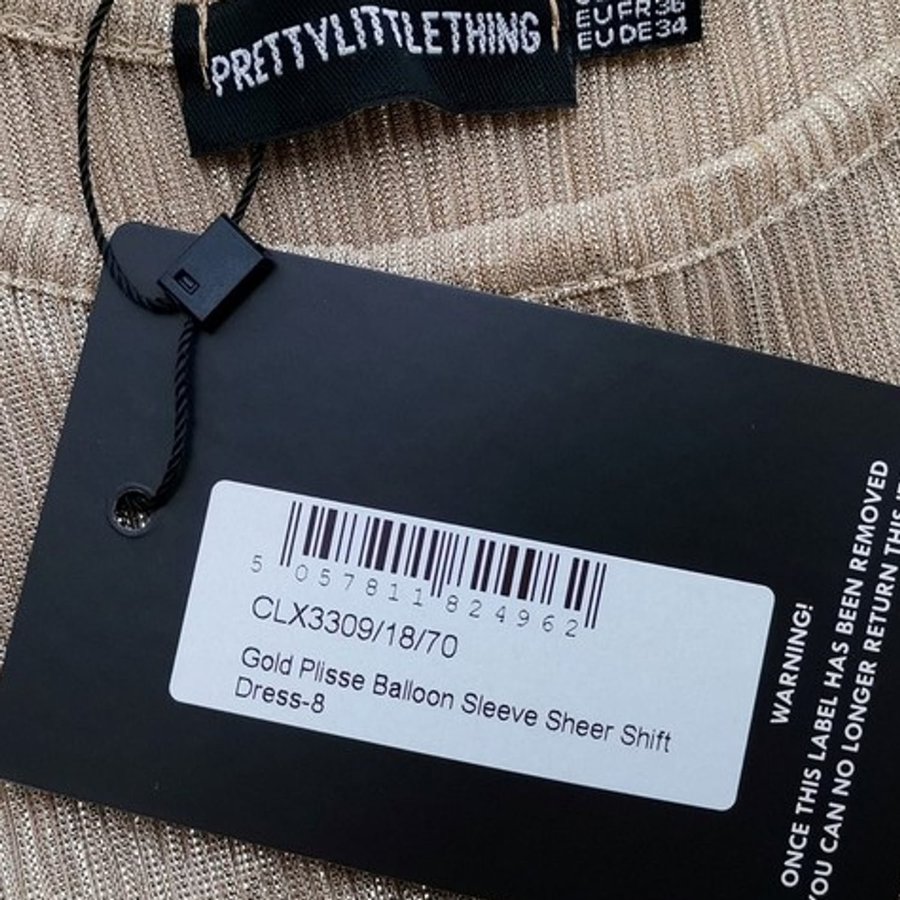 PRETTYLITTLETHING
EU FR 36
EU DE 34
5 057811 824962
CLX3309/18/70
Gold Plisse Balloon Sleeve Sheer Shift
Dress-8
WARNING!
ONCE THIS LABEL HAS BEEN REMOVED
YOU CAN NO LONGER RETURN THIS